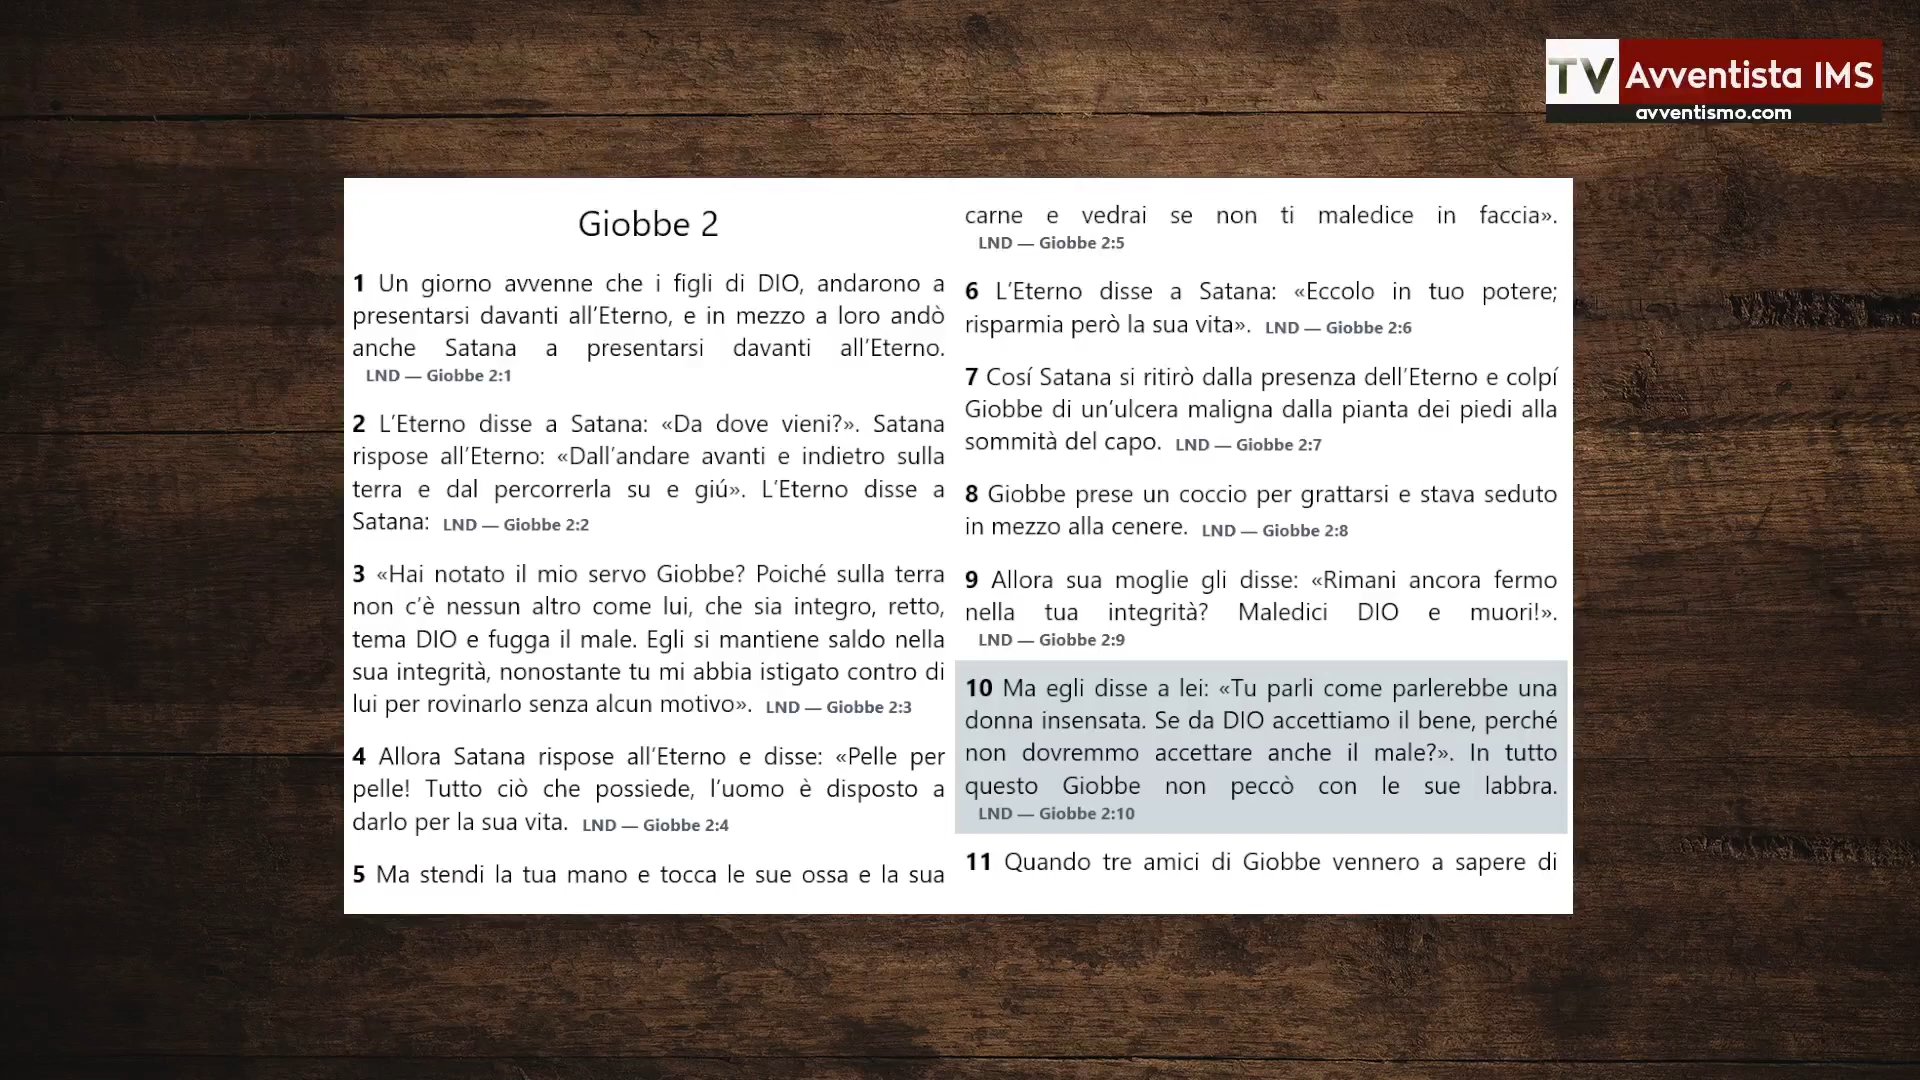 TV Avventista IMS
avventismo.com
Giobbe 2
1 Un giorno avvenne che i figli di DIO, andarono a
presentarsi davanti all’Eterno, e in mezzo a loro andò
anche Satana a presentarsi davanti all’Eterno.
LND — Giobbe 2:1
2 L’Eterno disse a Satana: «Da dove vieni?». Satana
rispose all’Eterno: «Dall’andare avanti e indietro sulla
terra e dal percorrerla su e giú». L’Eterno disse a
Satana: LND — Giobbe 2:2
3 «Hai notato il mio servo Giobbe? Poiché sulla terra
non c’è nessun altro come lui, che sia integro, retto,
tema DIO e fugga il male. Egli si mantiene saldo nella
sua integrità, nonostante tu mi abbia istigato contro di
lui per rovinarlo senza alcun motivo». LND — Giobbe 2:3
4 Allora Satana rispose all’Eterno e disse: «Pelle per
pelle! Tutto ciò che possiede, l’uomo è disposto a
darlo per la sua vita. LND — Giobbe 2:4
5 Ma stendi la tua mano e tocca le sue ossa e la sua
carne e vedrai se non ti maledice in faccia».
LND — Giobbe 2:5
6 L’Eterno disse a Satana: «Eccolo in tuo potere;
risparmia però la sua vita». LND — Giobbe 2:6
7 Cosí Satana si ritirò dalla presenza dell’Eterno e colpí
Giobbe di un’ulcera maligna dalla pianta dei piedi alla
sommità del capo. LND — Giobbe 2:7
8 Giobbe prese un coccio per grattarsi e stava seduto
in mezzo alla cenere. LND — Giobbe 2:8
9 Allora sua moglie gli disse: «Rimani ancora fermo
nella tua integrità? Maledici DIO e muori!».
LND — Giobbe 2:9
10 Ma egli disse a lei: «Tu parli come parlerebbe una
donna insensata. Se da DIO accettiamo il bene, perché
non dovremmo accettare anche il male?». In tutto
questo Giobbe non peccò con le sue labbra.
LND — Giobbe 2:10
11 Quando tre amici di Giobbe vennero a sapere di